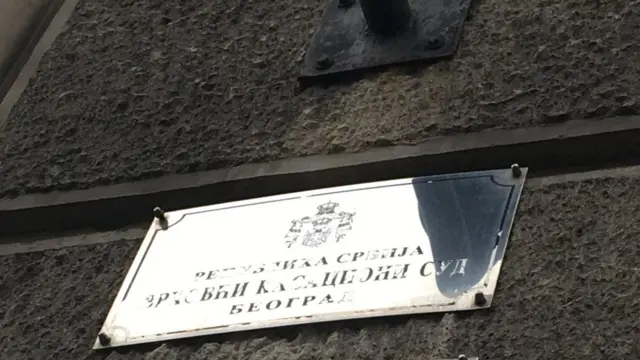 РЕПУБЛИКА СРБИЈА
ВРХОВНИ КАСАЦИОНИ СУД
БЕОГРАД